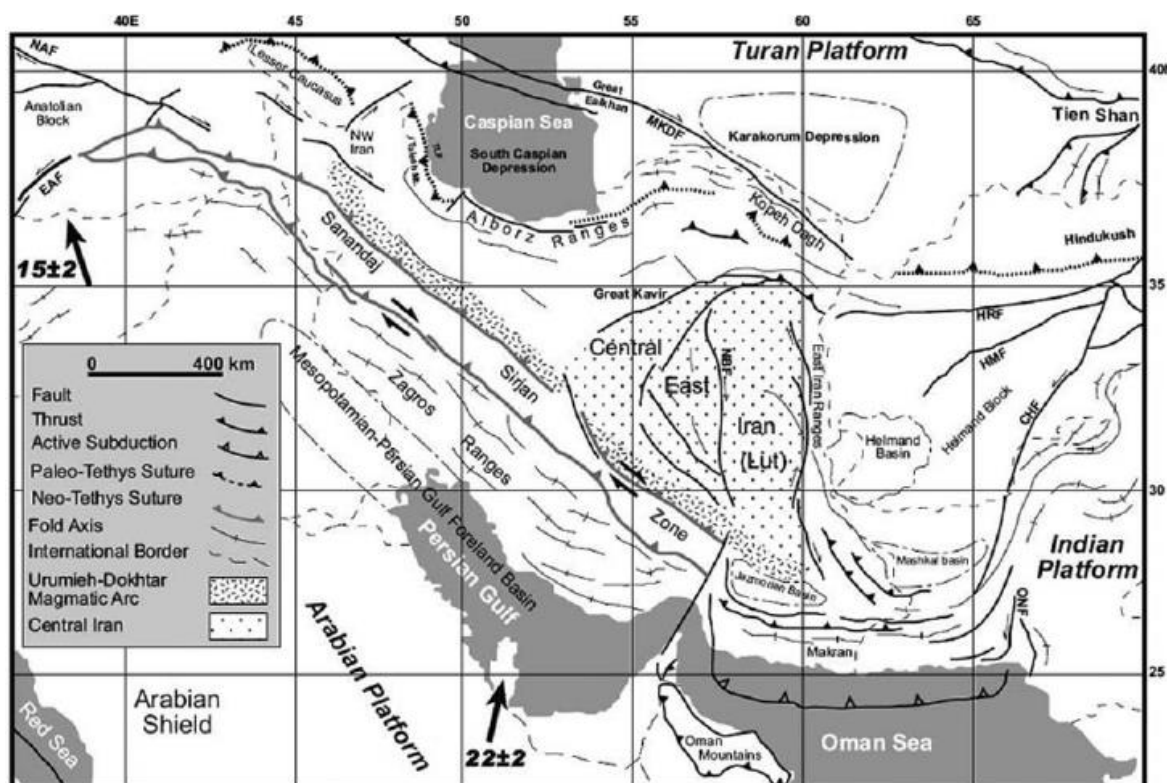 40E 45 50 55 60 65
40N
35
30
25
NAF
Anatolian
Block
EAF
15±2
Lesser Caucasus
NW
Iran
TLF
Caspian Sea
South Caspian
Depression
Great
MKDF
Turan Platform
Karakorum Depression
Tien Shan
Kopeh Dagh
Alborz Ranges
Hindukush
Great Kavir
HRF
HMF
CHF
Helmand Block
Helmand
Basin
East Iran Ranges
NBF
Central
East
Iran
(Lut)
Sanandaj
Sirjan
Zone
Zagros
Ranges
Mesopotamian-Persian Gulf Foreland Basin
Persian Gulf
Jazmorian Basin
Mashkal basin
Indian
Platform
ONF
Makran
Oman Sea
Oman
Mountains
22±2
Arabian Platform
Arabian
Shield
Red Sea
0 400 km
Fault
Thrust
Active Subduction
Paleo-Tethys Suture
Neo-Tethys Suture
Fold Axis
International Border
Urumieh-Dokhtar
Magmatic Arc
Central Iran